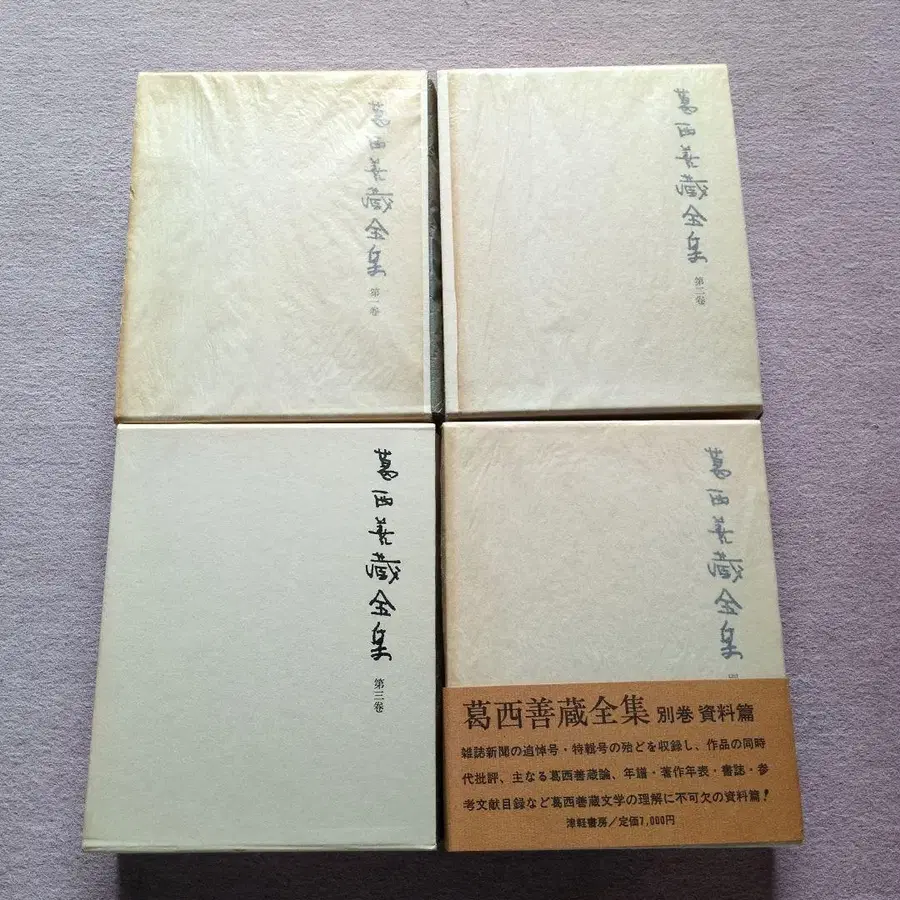 葛西善蔵全集
第一巻
葛西善蔵全集
第二巻
葛西善蔵全集
第三巻
葛西善蔵全集
葛西善蔵全集 別巻 資料篇
雑誌新聞の追悼号・特輯号の殆どを収録し、作品の同時
代批評、主なる葛西善蔵論、年譜・著作年表・書誌・参
考文献目録など葛西善蔵文学の理解に不可欠の資料篇!
津軽書房/定価7,000円